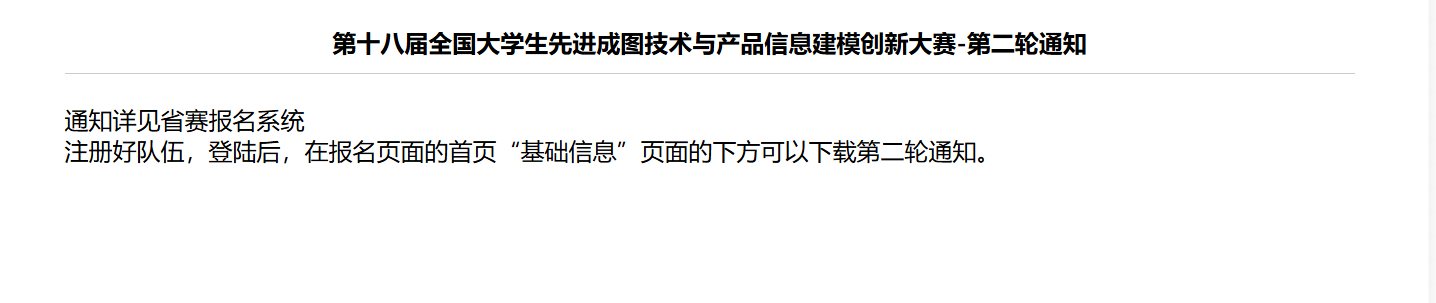 第十八届全国大学生先进成图技术与产品信息建模创新大赛-第二轮通知
通知详见省赛报名系统
注册好队伍，登陆后，在报名页面的首页“基础信息”页面的下方可以下载第二轮通知。